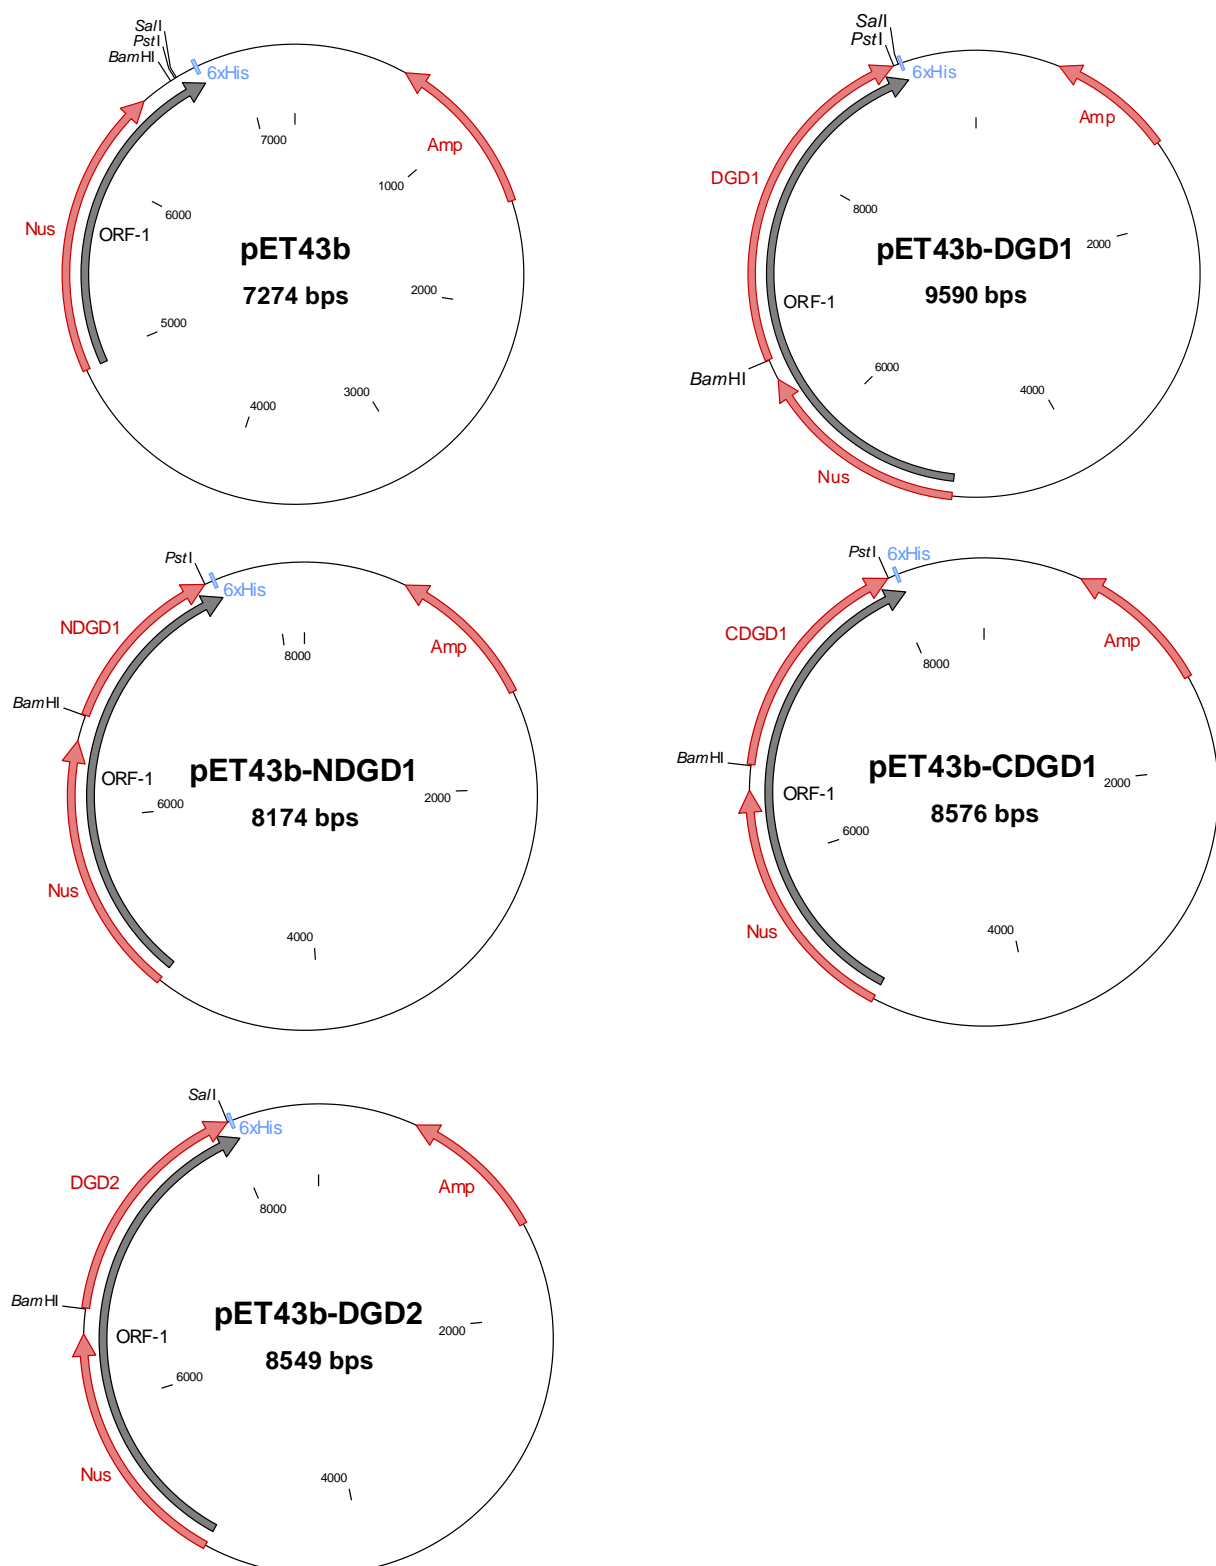 SalI
PstI
BamHI
6xHis
Amp
7000
1000
6000
Nus
ORF-1
pET43b
7274 bps
2000
5000
3000
4000
SalI
PstI
6xHis
Amp
DGD1
8000
2000
pET43b-DGD1
9590 bps
ORF-1
BamHI
6000
4000
Nus
PstI
6xHis
NDGD1
Amp
8000
BamHI
pET43b-NDGD1
ORF-1
6000
2000
8174 bps
Nus
4000
PstI
6xHis
CDGD1
Amp
8000
BamHI
pET43b-CDGD1
2000
ORF-1
8576 bps
6000
Nus
4000
SalI
6xHis
DGD2
Amp
8000
BamHI
pET43b-DGD2
2000
ORF-1
8549 bps
6000
Nus
4000